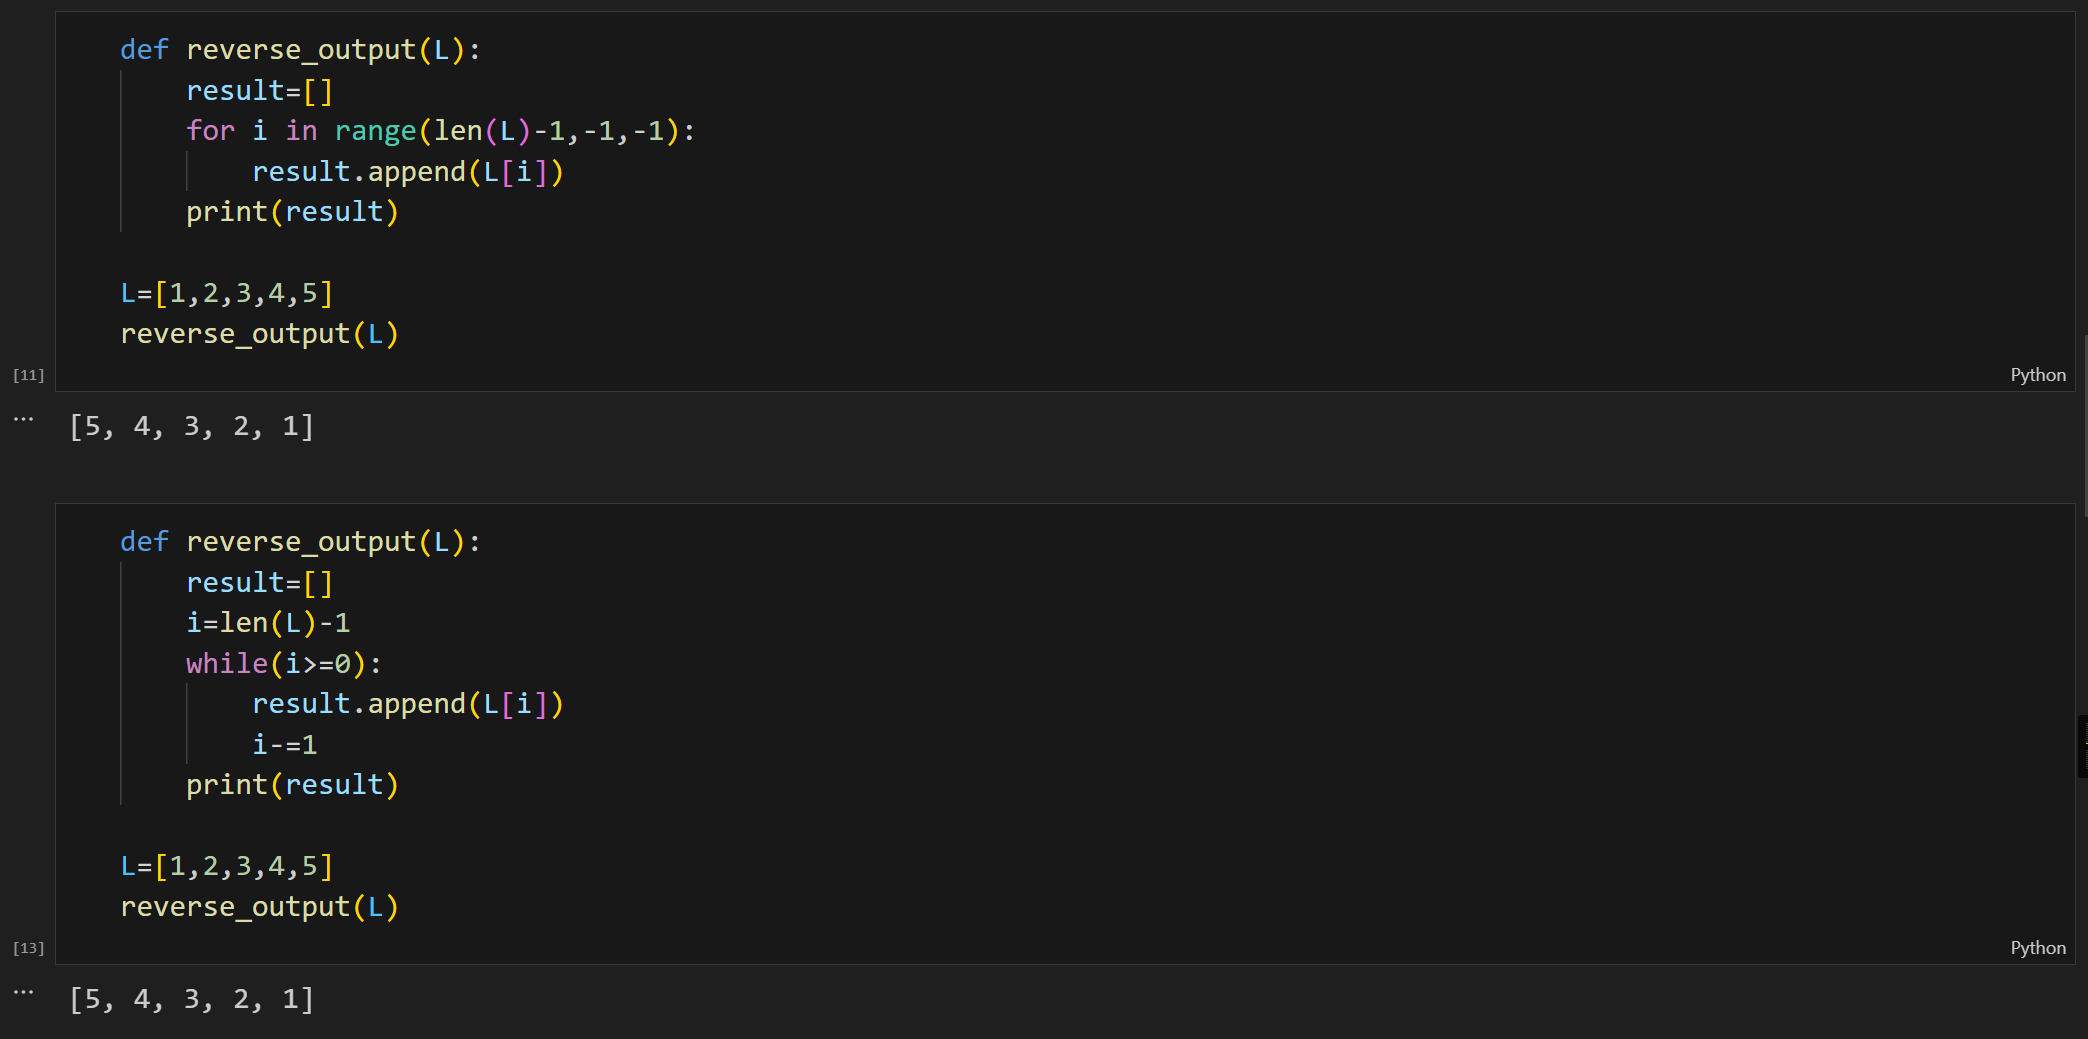 def reverse_output(L):
    result=[]
    for i in range(len(L)-1,-1,-1):
        result.append(L[i])
    print(result)

L=[1,2,3,4,5]
reverse_output(L)
[11]
Python
... [5, 4, 3, 2, 1]
def reverse_output(L):
    result=[]
    i=len(L)-1
    while(i>=0):
        result.append(L[i])
        i-=1
    print(result)

L=[1,2,3,4,5]
reverse_output(L)
[13]
Python
... [5, 4, 3, 2, 1]